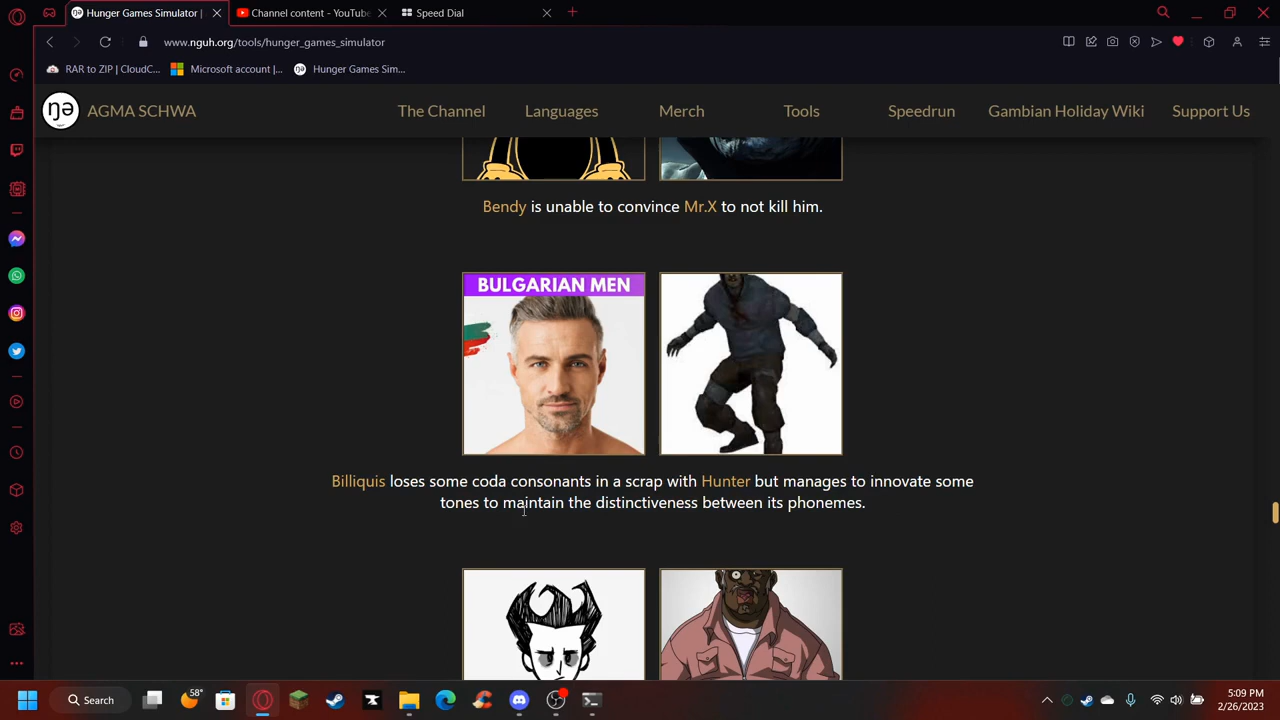 Hunger Games Simulator |
Channel content - YouTube
Speed Dial
www.nguh.org/tools/hunger_games_simulator
RAR to ZIP | CloudC...
Microsoft account |...
Hunger Games Sim...
ŋə
AGMA SCHWA
The Channel
Languages
Merch
Tools
Speedrun
Gambian Holiday Wiki
Support Us
Bendy is unable to convince Mr.X to not kill him.
BULGARIAN MEN
Billiquis loses some coda consonants in a scrap with Hunter but manages to innovate some
tones to maintain the distinctiveness between its phonemes.
Search
58°
5:09 PM
2/26/2023